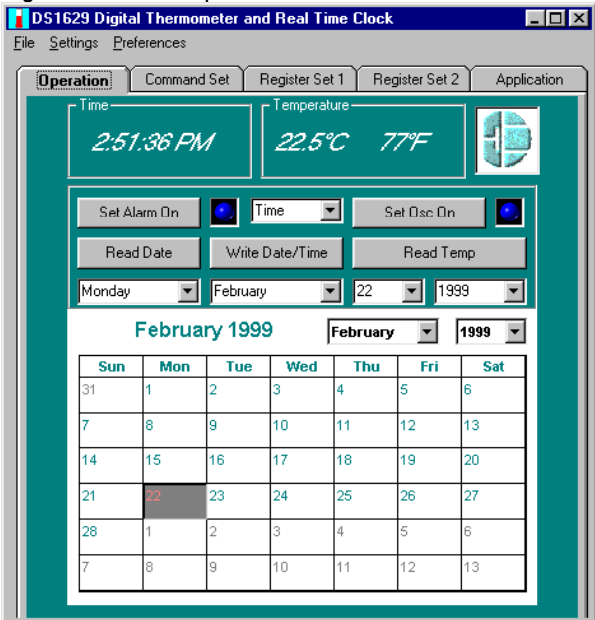 DS1629 Digital Thermometer and Real Time Clock
File Settings Preferences
Operation Command Set Register Set 1 Register Set 2 Application
Time Temperature
2:51:36 PM 22.5°C 77°F
Set Alarm On Time Set Osc On
Read Date Write Date/Time Read Temp
Monday February 22 1999
February 1999 February 1999
Sun Mon Tue Wed Thu Fri Sat
31 1 2 3 4 5 6
7 8 9 10 11 12 13
14 15 16 17 18 19 20
21 22 23 24 25 26 27
28 1 2 3 4 5 6
7 8 9 10 11 12 13